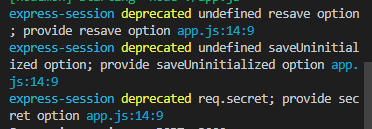 express-session deprecated undefined resave option
; provide resave option app.js:14:9
express-session deprecated undefined saveUninitial
ized option; provide saveUninitialized option app.
js:14:9
express-session deprecated req.secret; provide sec
ret option app.js:14:9